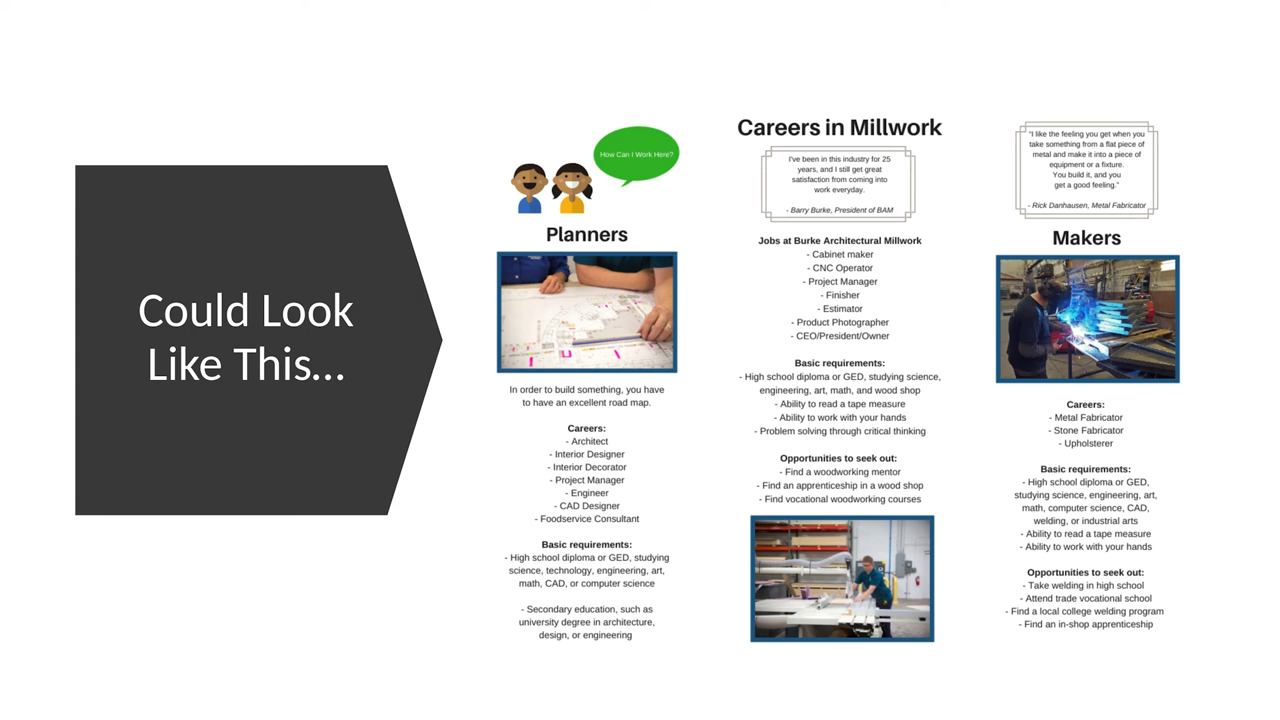 Could Look
Like This...
How Can I Work Here?
Planners
In order to build something, you have
to have an excellent road map.
Careers:
- Architect
- Interior Designer
- Interior Decorator
- Project Manager
- Engineer
- CAD Designer
- Foodservice Consultant
Basic requirements:
- High school diploma or GED, studying
science, technology, engineering, art,
math, CAD, or computer science
- Secondary education, such as
university degree in architecture,
design, or engineering
Careers in Millwork
I've been in this industry for 25
years, and I still get great
satisfaction from coming into
work everyday.
- Barry Burke, President of BAM
Jobs at Burke Architectural Millwork
- Cabinet maker
- CNC Operator
- Project Manager
- Finisher
- Estimator
- Product Photographer
- CEO/President/Owner
Basic requirements:
- High school diploma or GED, studying science,
engineering, art, math, and wood shop
- Ability to read a tape measure
- Ability to work with your hands
- Problem solving through critical thinking
Opportunities to seek out:
- Find a woodworking mentor
- Find an apprenticeship in a wood shop
- Find vocational woodworking courses
"I like the feeling you get when you
take something from a flat piece of
metal and make it into a piece of
equipment or a fixture.
You build it, and you
get a good feeling."
- Rick Danhausen, Metal Fabricator
Makers
Careers:
- Metal Fabricator
- Stone Fabricator
- Upholsterer
Basic requirements:
- High school diploma or GED,
studying science, engineering, art,
math, computer science, CAD,
welding, or industrial arts
- Ability to read a tape measure
- Ability to work with your hands
Opportunities to seek out:
- Take welding in high school
- Attend trade vocational school
- Find a local college welding program
- Find an in-shop apprenticeship